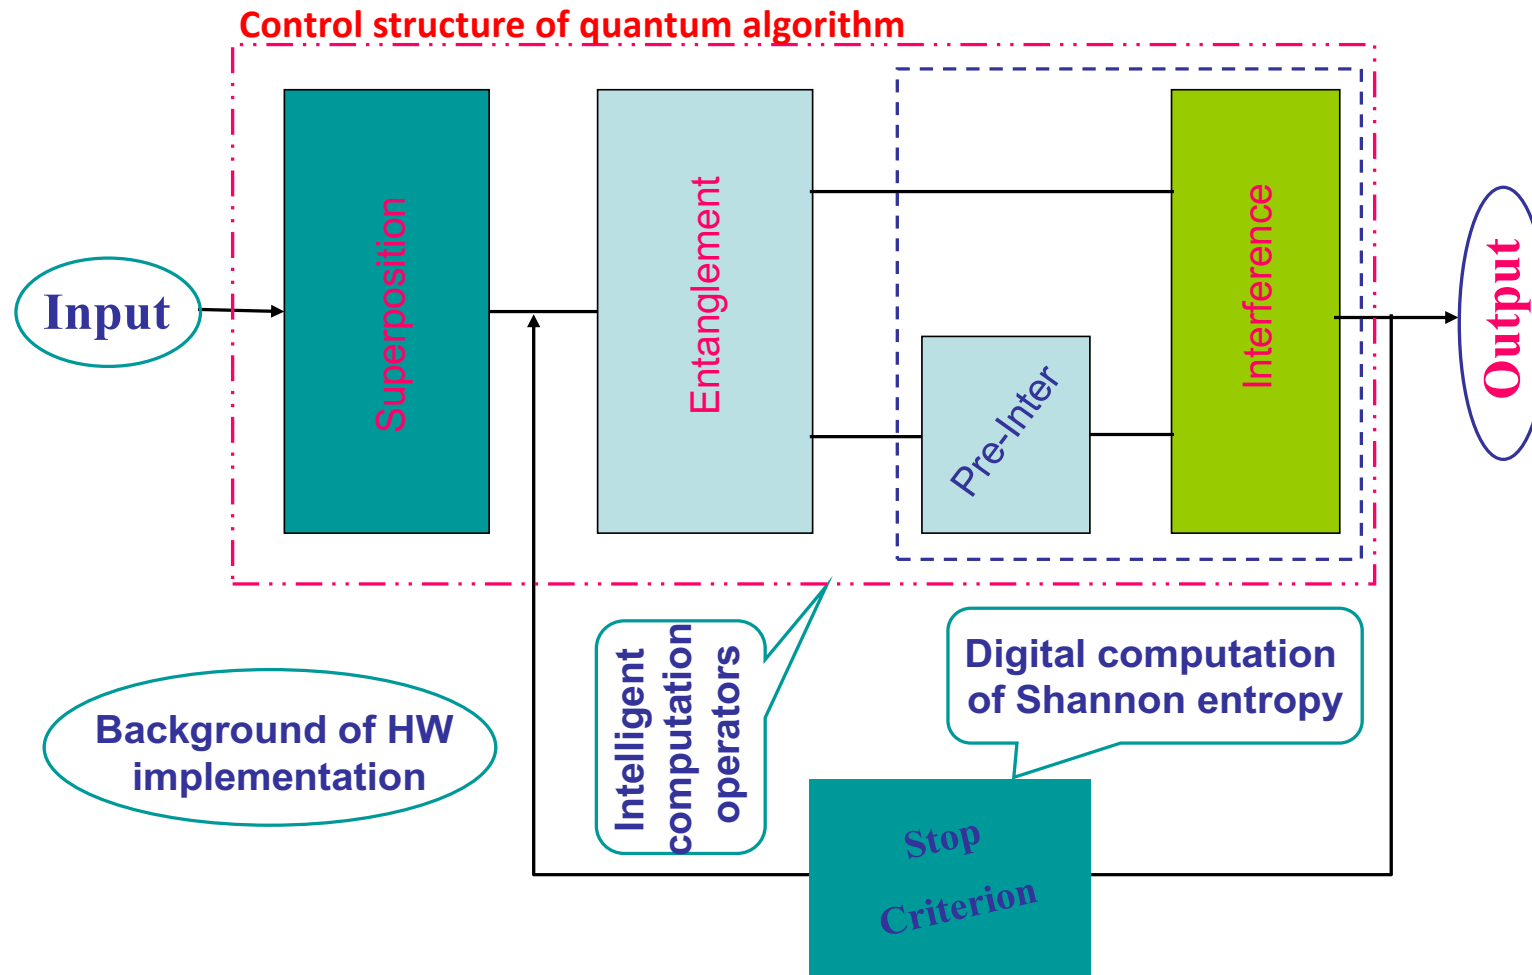 Control structure of quantum algorithm
Input
Superposition
Entanglement
Pre-Inter
Interference
Output
Background of HW
implementation
Intelligent
computation
operators
Digital computation
of Shannon entropy
Stop
Criterion